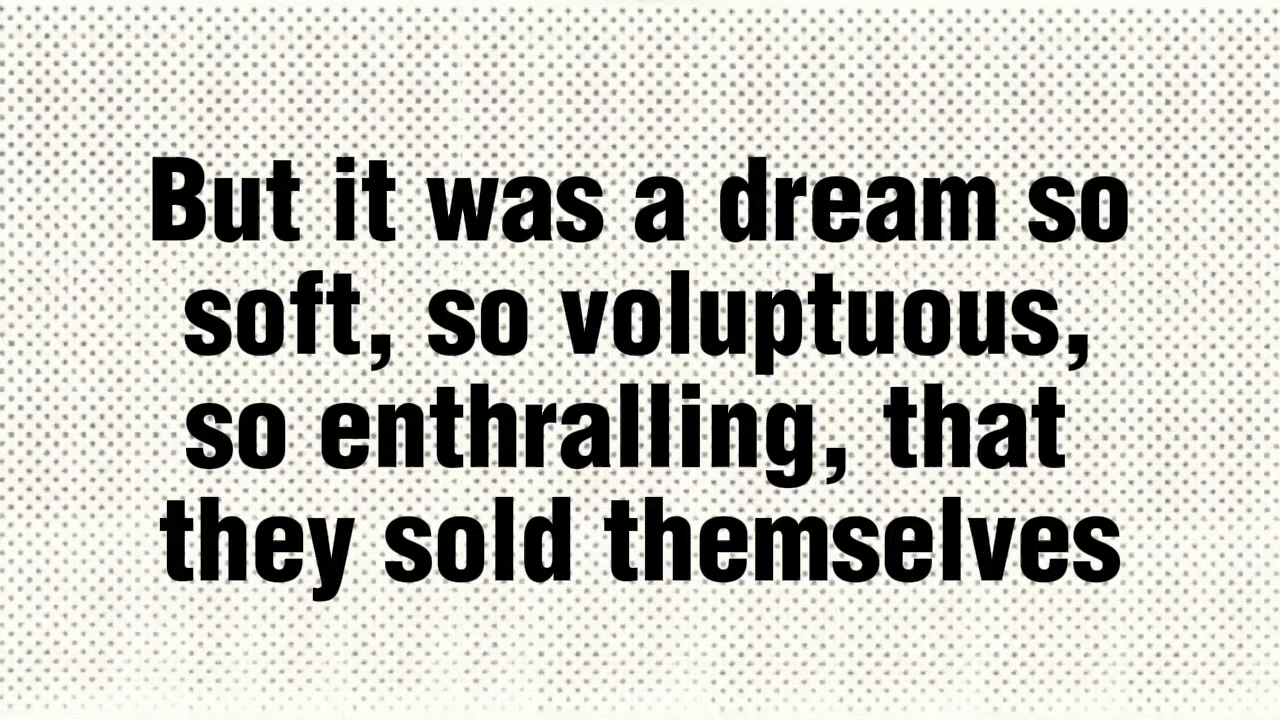 But it was a dream so
soft, so voluptuous,
so enthralling, that
they sold themselves